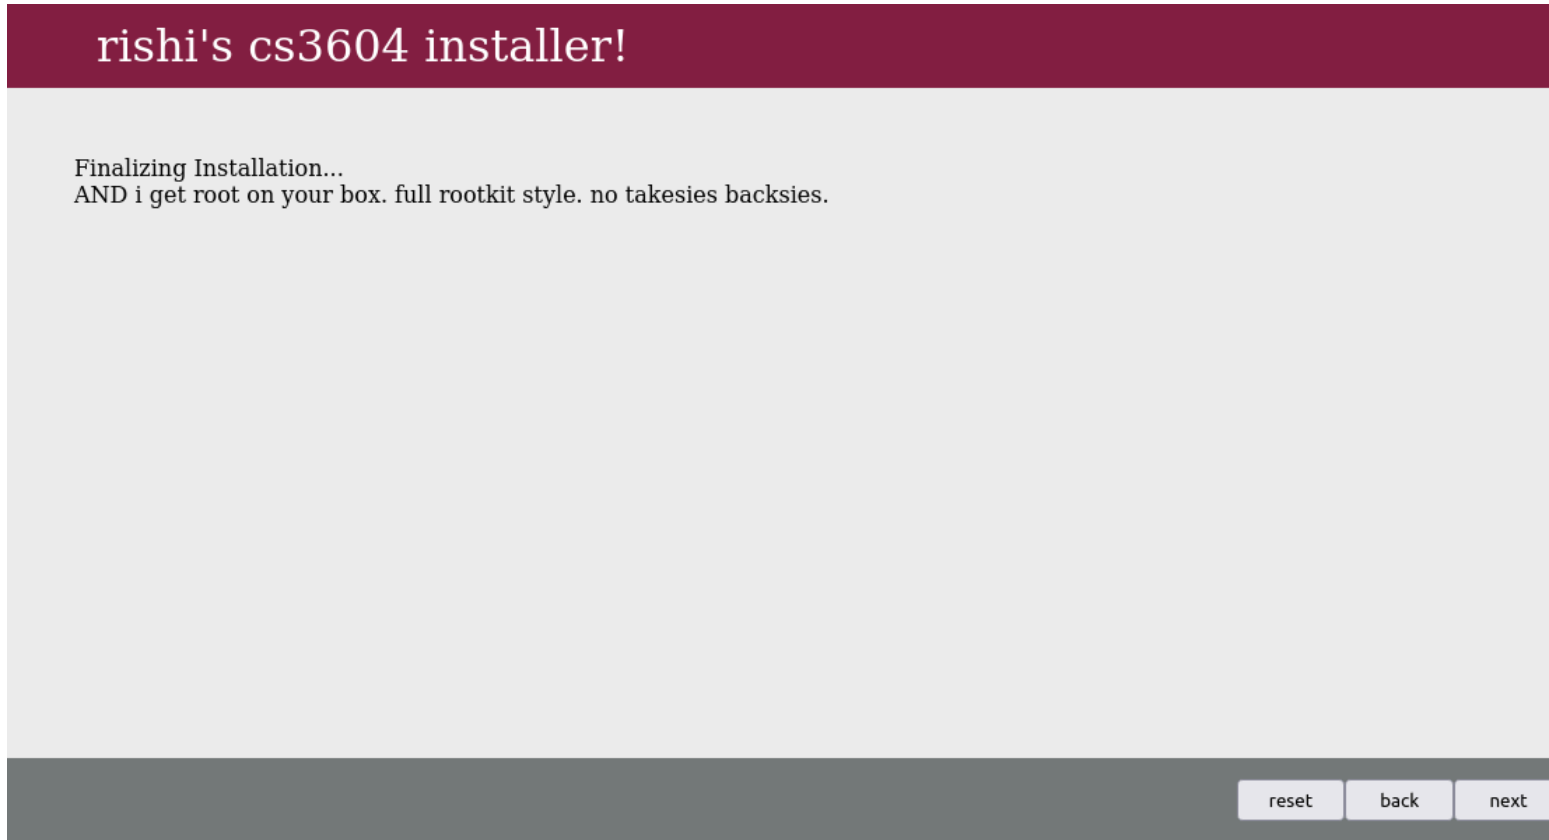 rishi's cs3604 installer!
Finalizing Installation...
AND i get root on your box. full rootkit style. no takesies backsies.
reset
back
next